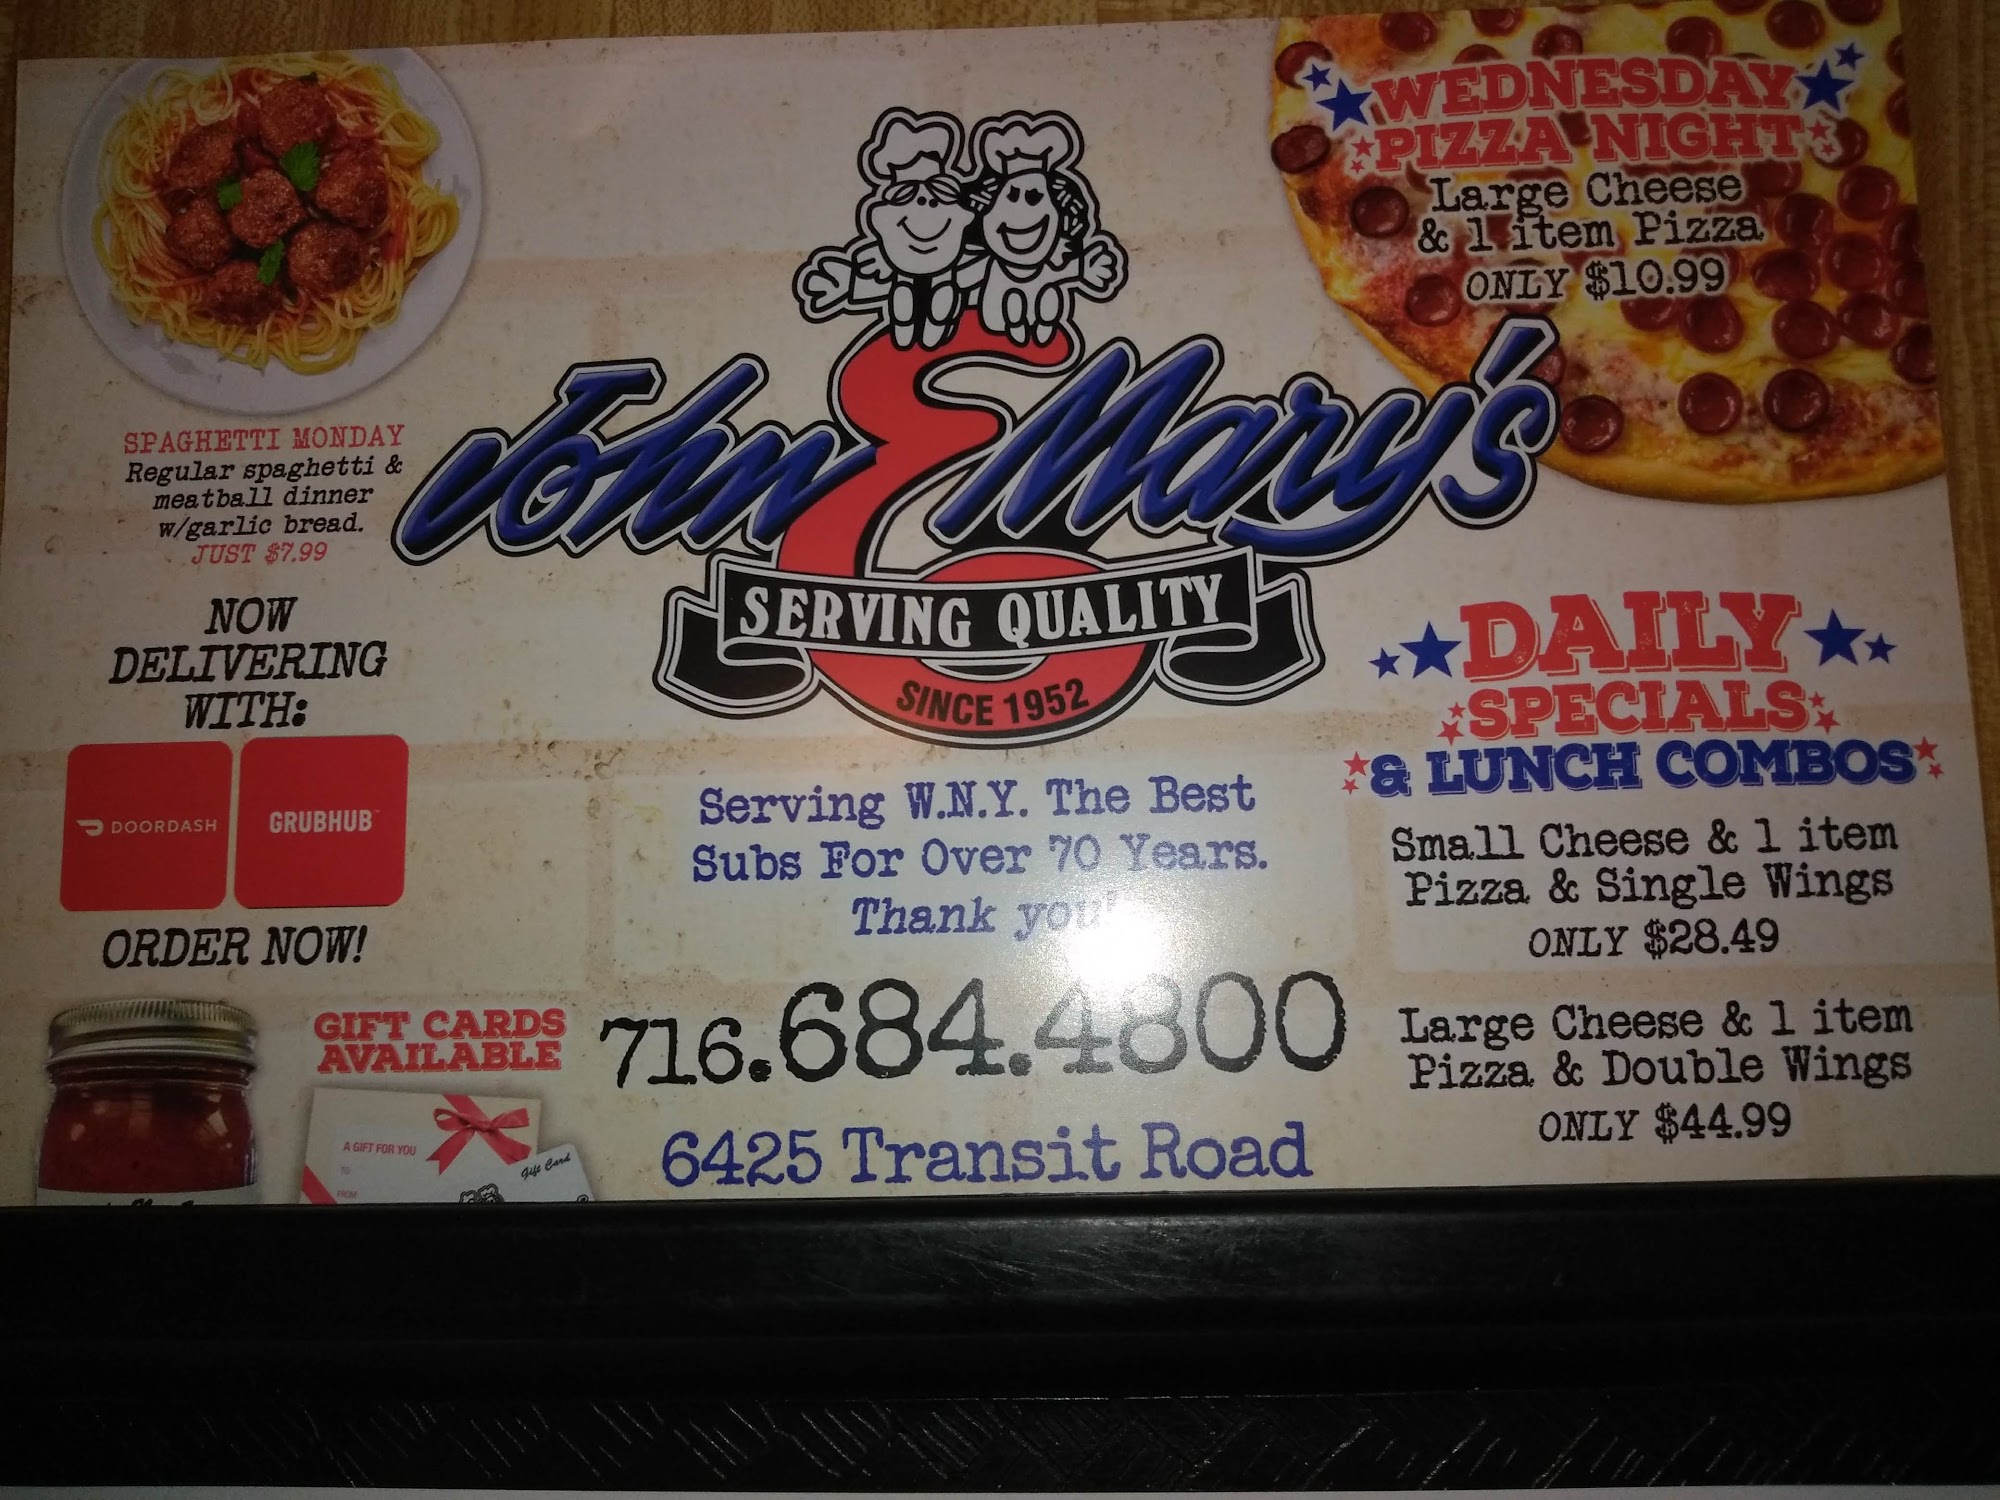 WEDNESDAY
PIZZA NIGHT
Large Cheese
& 1 item Pizza
ONLY $10.99
John & Mary's
SERVING QUALITY
SINCE 1952
SPAGHETTI MONDAY
Regular spaghetti &
meatball dinner
w/garlic bread.
JUST $7.99
NOW
DELIVERING
WITH:
DOORDASH
GRUBHUB
ORDER NOW!
Serving W.N.Y. The Best
Subs For Over 70 Years.
Thank you!
716.684.4800
6425 Transit Road
DAILY
SPECIALS
& LUNCH COMBOS
Small Cheese & 1 item
Pizza & Single Wings
ONLY $28.49
Large Cheese & 1 item
Pizza & Double Wings
ONLY $44.99
GIFT CARDS
AVAILABLE
A GIFT FOR YOU
TO
FROM
Gift Card